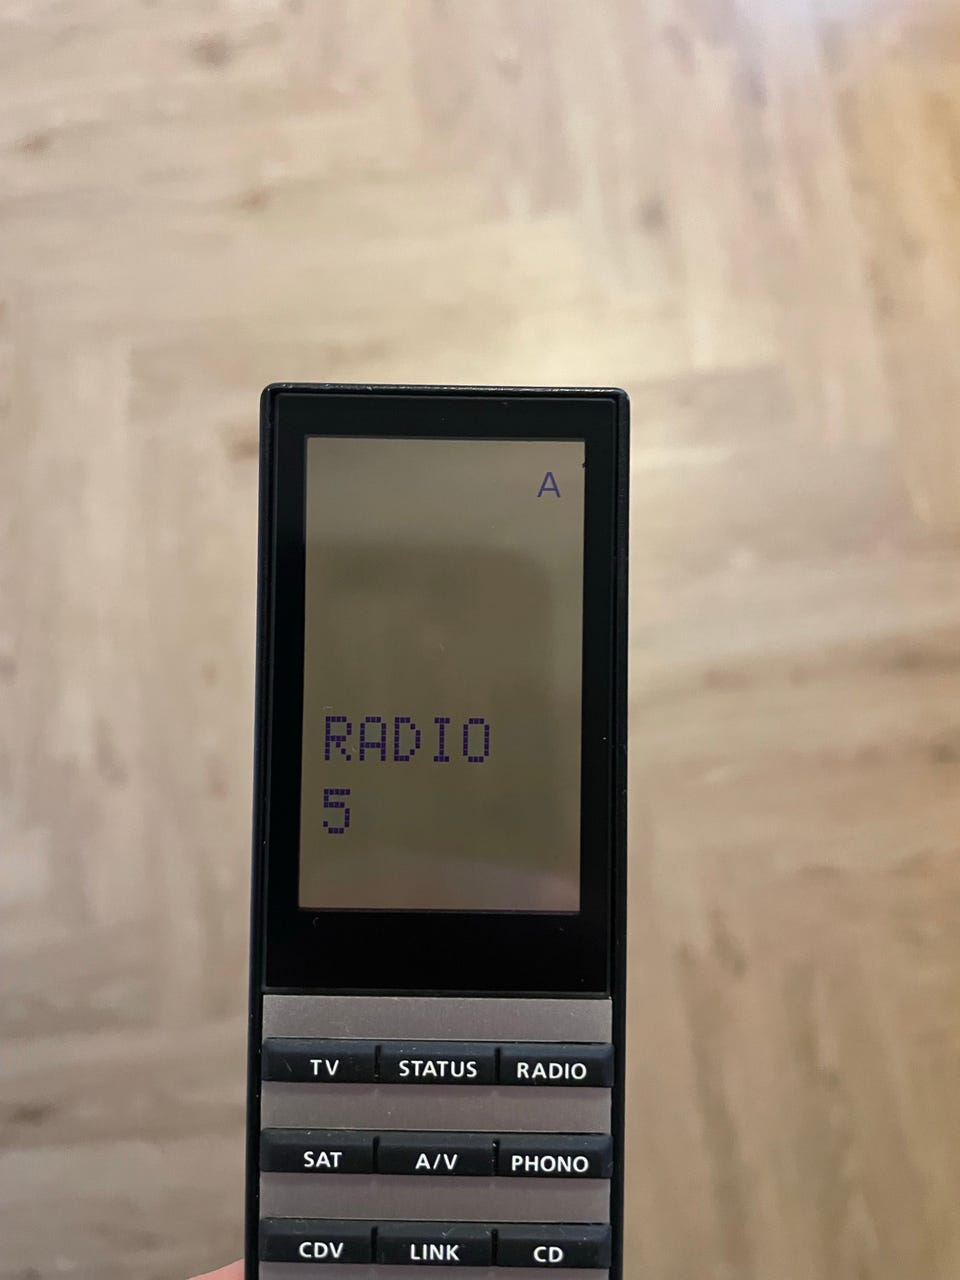 A
RADIO
5
TV STATUS RADIO
SAT A/V PHONO
CDV LINK CD